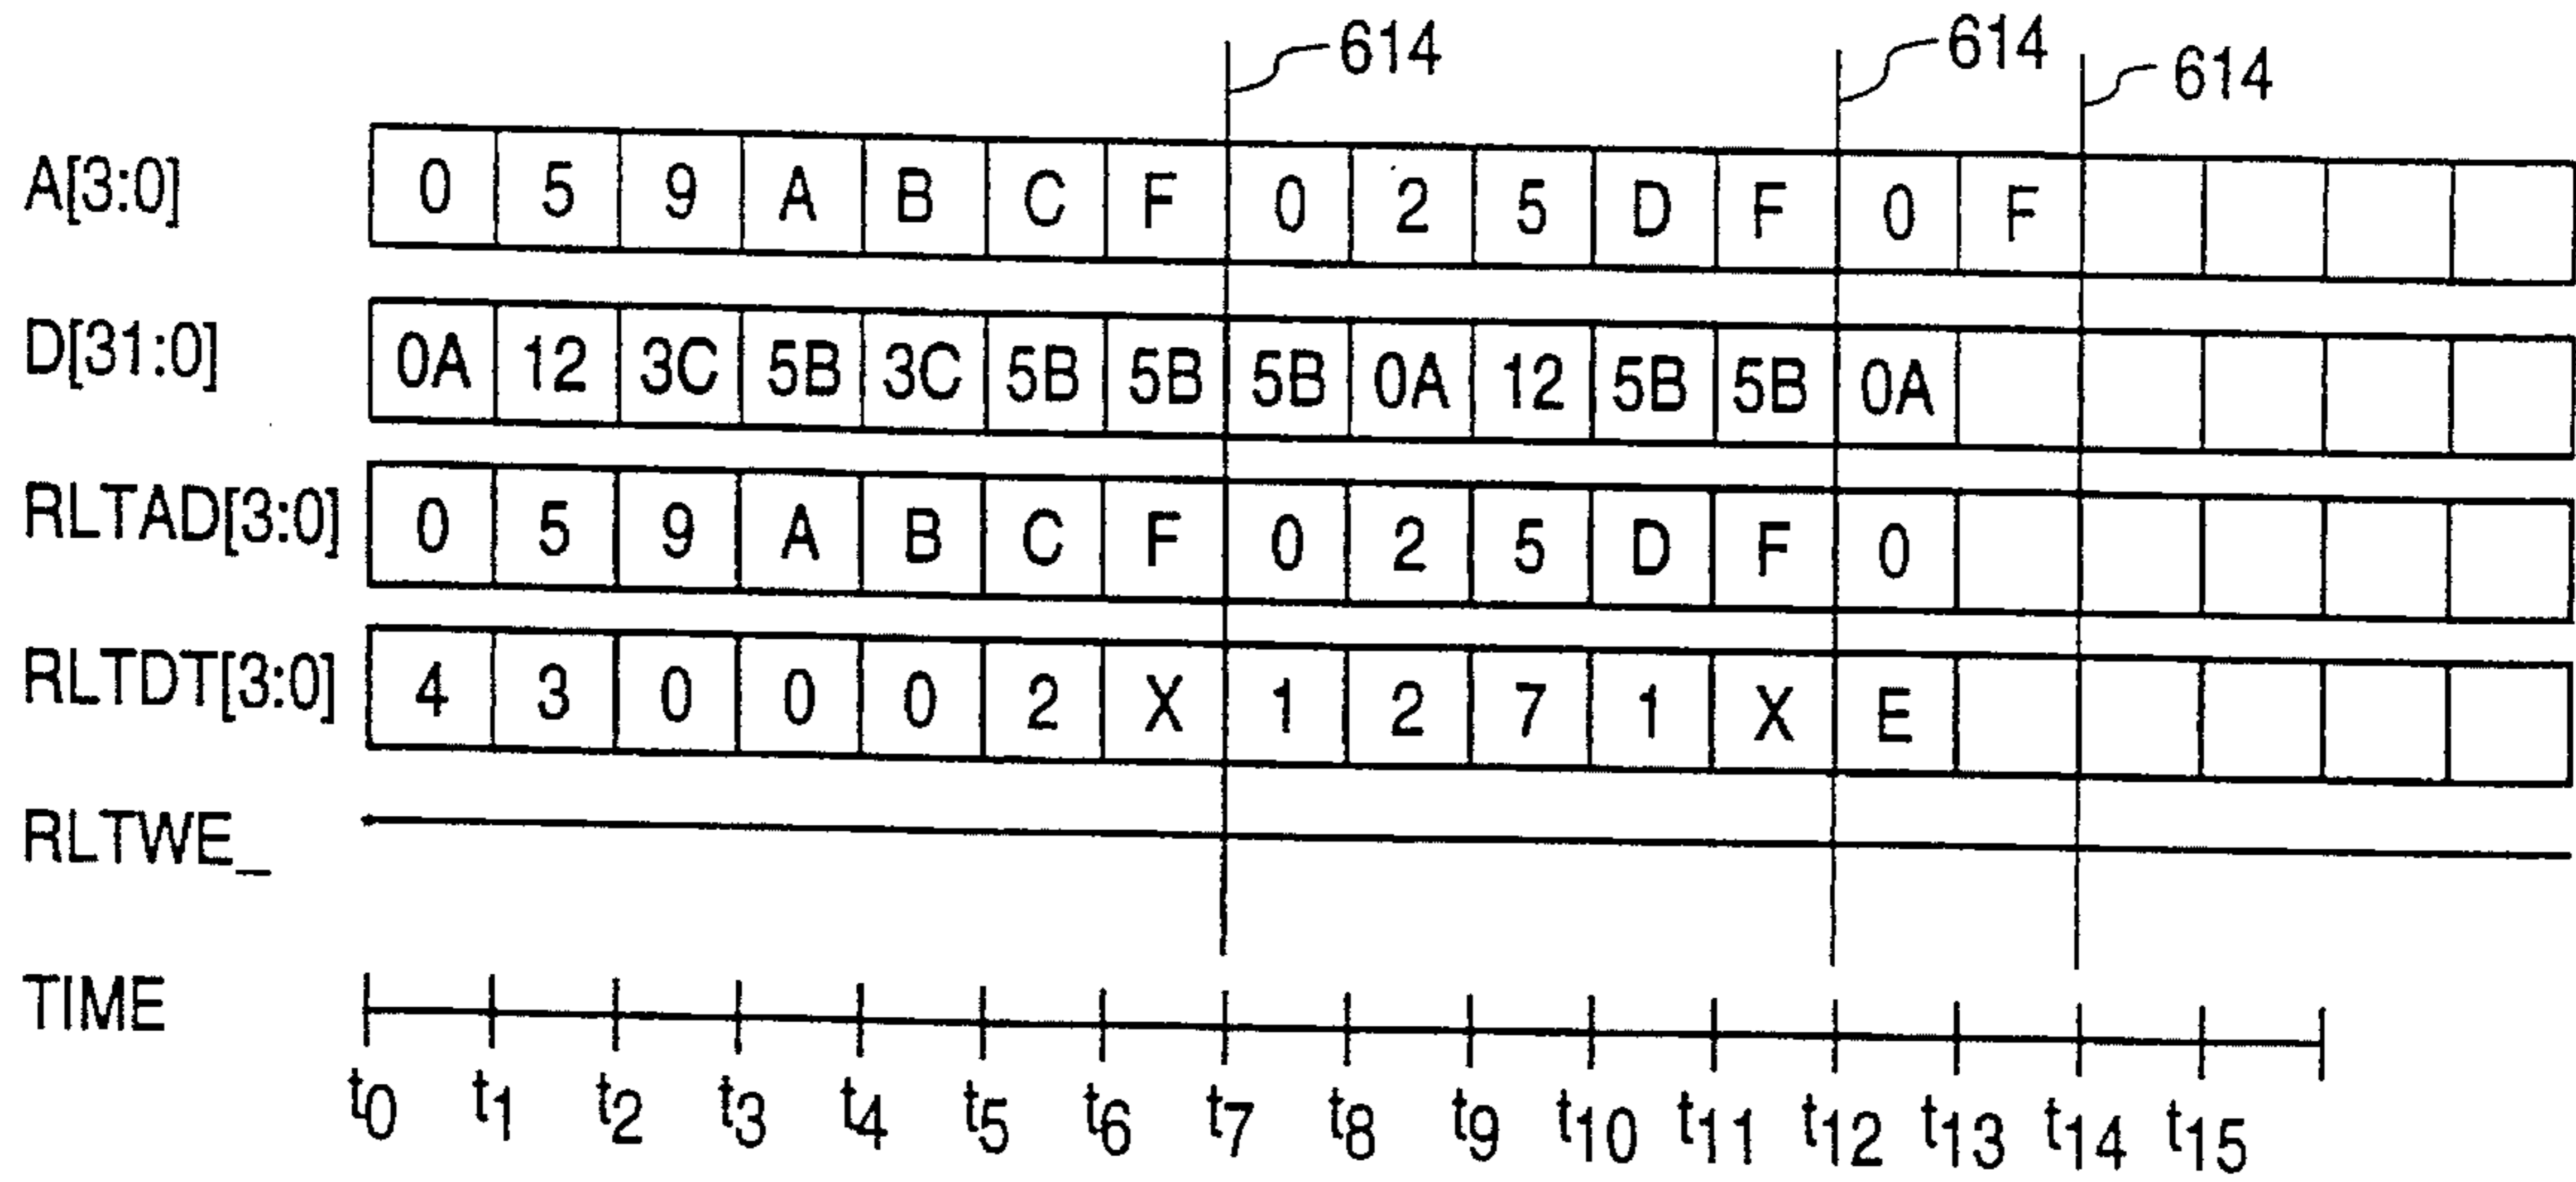 614 614 614
A[3:0] 0 5 9 A B C F 0 2 5 D F 0 F
D[31:0] 0A 12 3C 5B 3C 5B 5B 5B 0A 12 5B 5B 0A
RLTAD[3:0] 0 5 9 A B C F 0 2 5 D F 0
RLTDT[3:0] 4 3 0 0 0 2 X 1 2 7 1 X E
RLTWE_
TIME
t0 t1 t2 t3 t4 t5 t6 t7 t8 t9 t10 t11 t12 t13 t14 t15